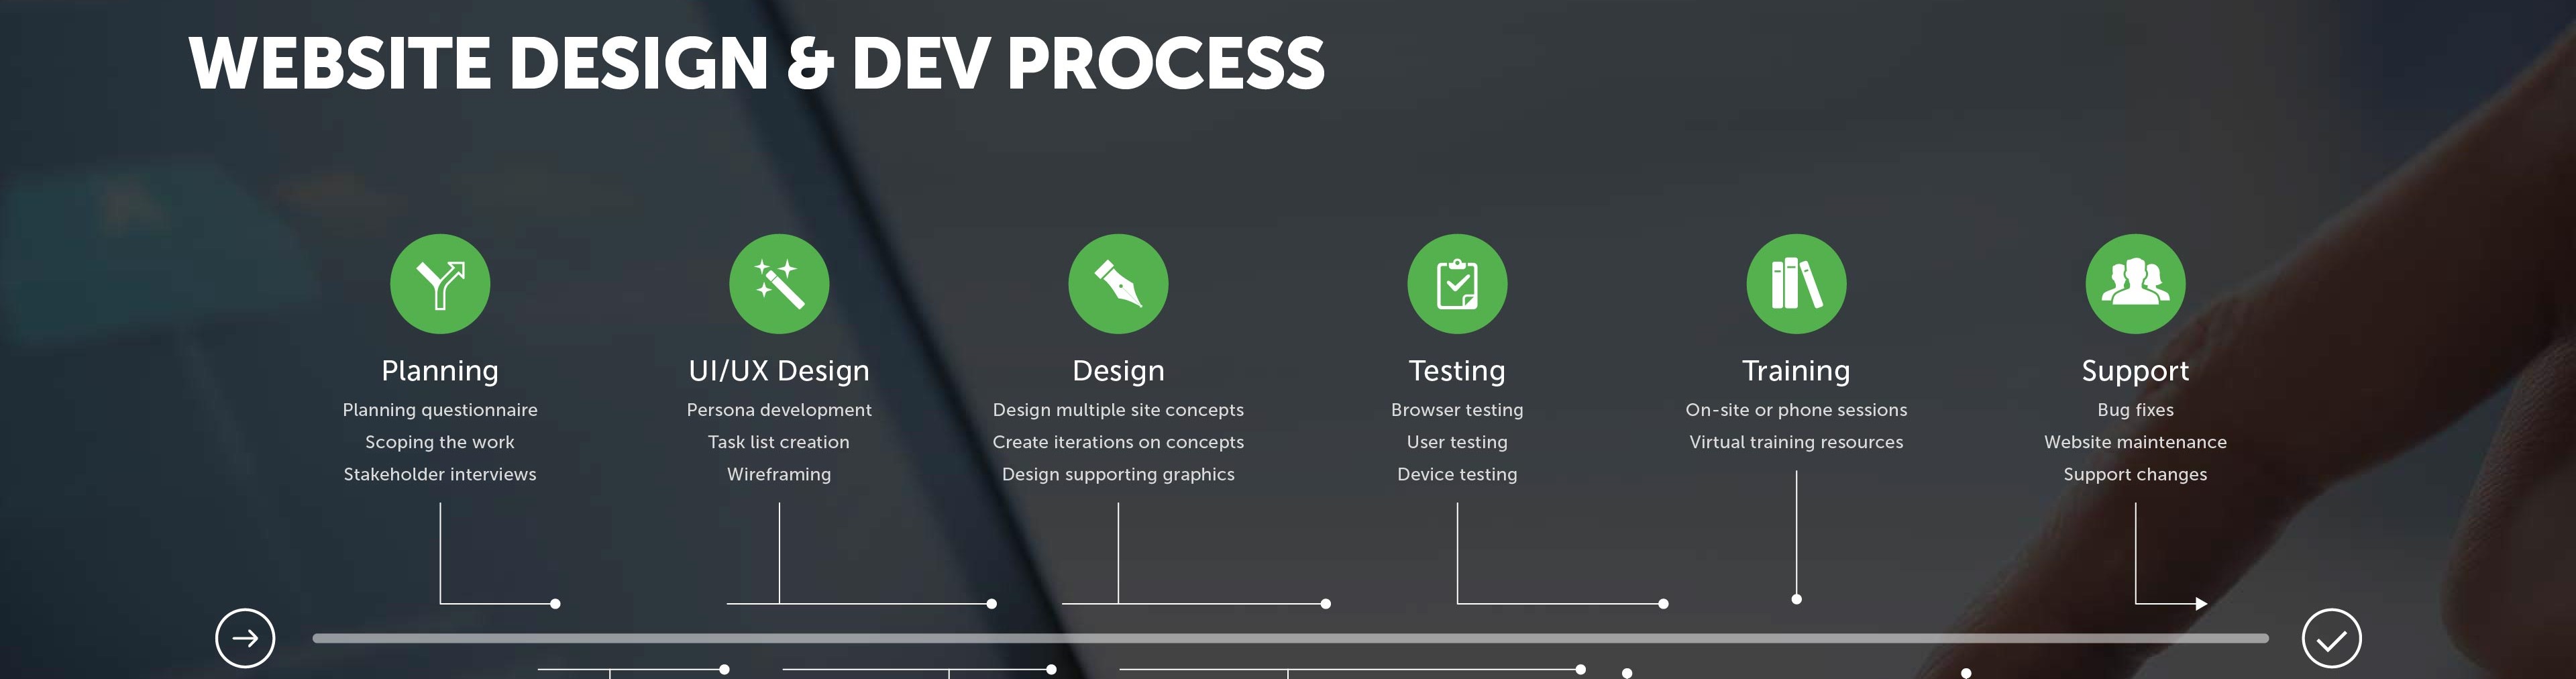 WEBSITE DESIGN & DEV PROCESS
Planning
Planning questionnaire
Scoping the work
Stakeholder interviews
UI/UX Design
Persona development
Task list creation
Wireframing
Design
Design multiple site concepts
Create iterations on concepts
Design supporting graphics
Testing
Browser testing
User testing
Device testing
Training
On-site or phone sessions
Virtual training resources
Support
Bug fixes
Website maintenance
Support changes